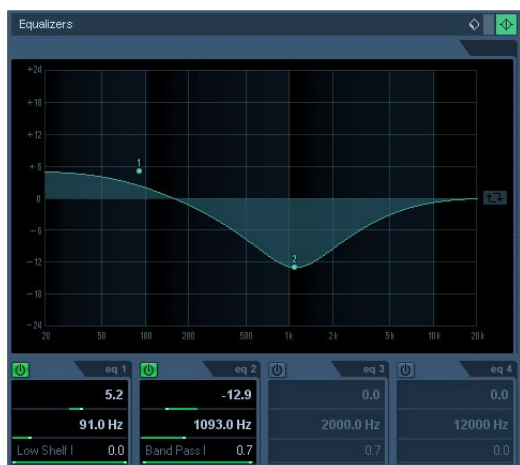 Equalizers
+24
+18
+12
+6
0
-6
-12
-18
-24
1
2
20 50 100 200 500 1k 2k 5k 10k 20k
eq 1 eq 2 eq 3 eq 4
5.2 -12.9 0.0 0.0
91.0 Hz 1093.0 Hz 2000.0 Hz 12000 Hz
Low Shelf I 0.0 Band Pass I 0.7 0.7 0.0